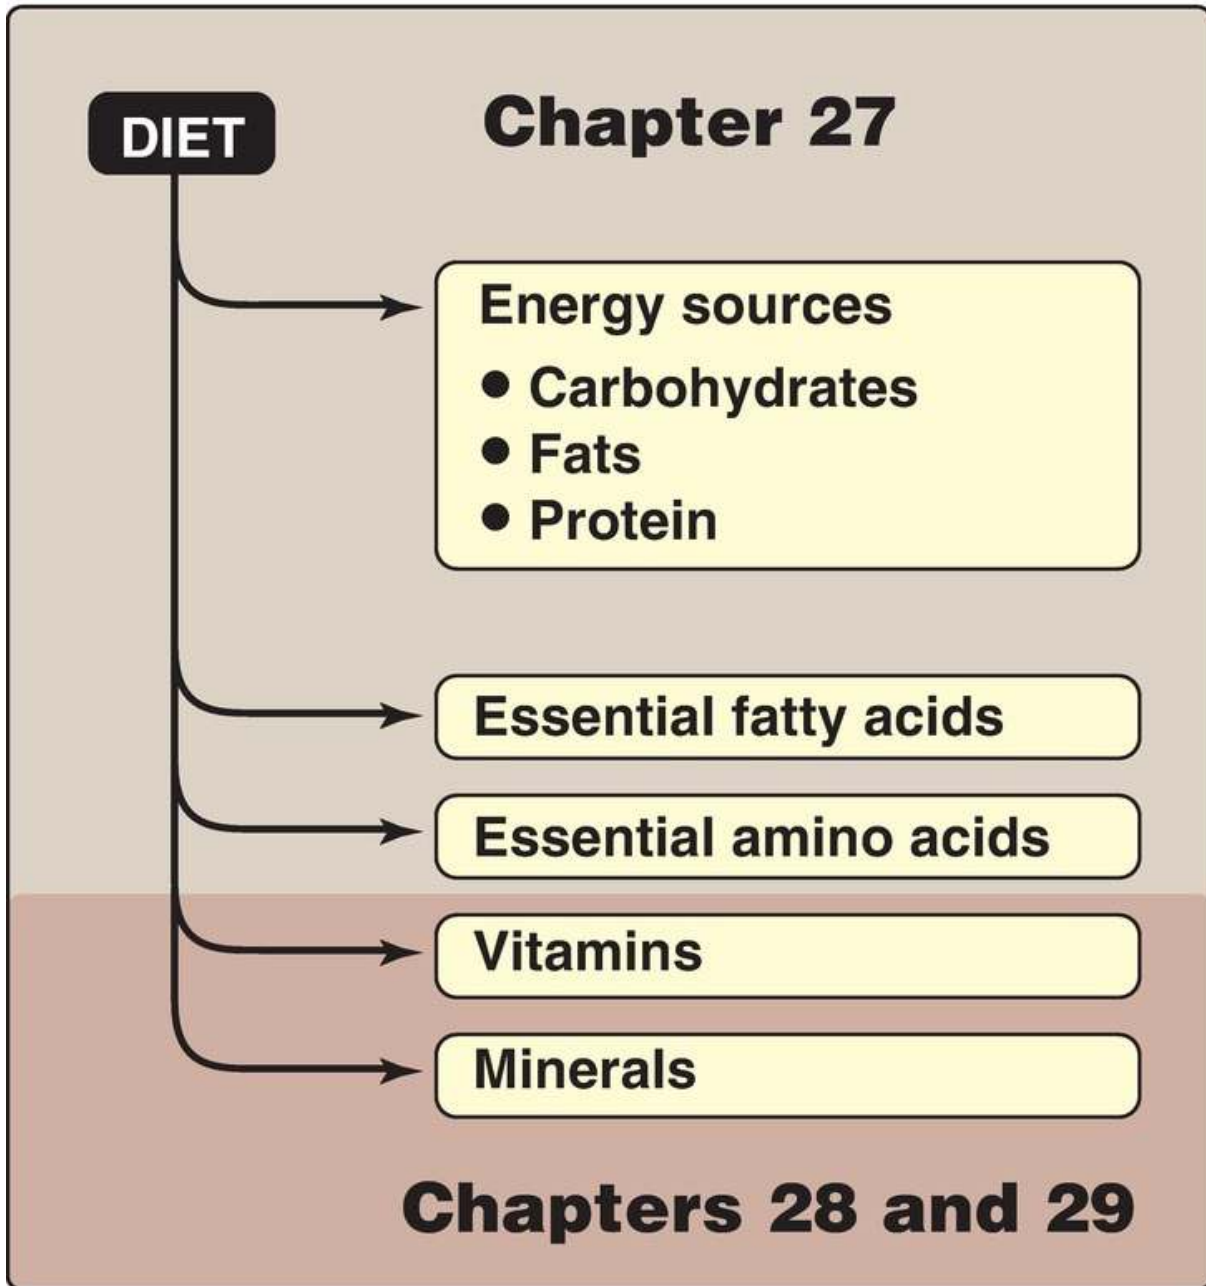 DIET
Chapter 27
Energy sources
● Carbohydrates
● Fats
● Protein
Essential fatty acids
Essential amino acids
Vitamins
Minerals
Chapters 28 and 29